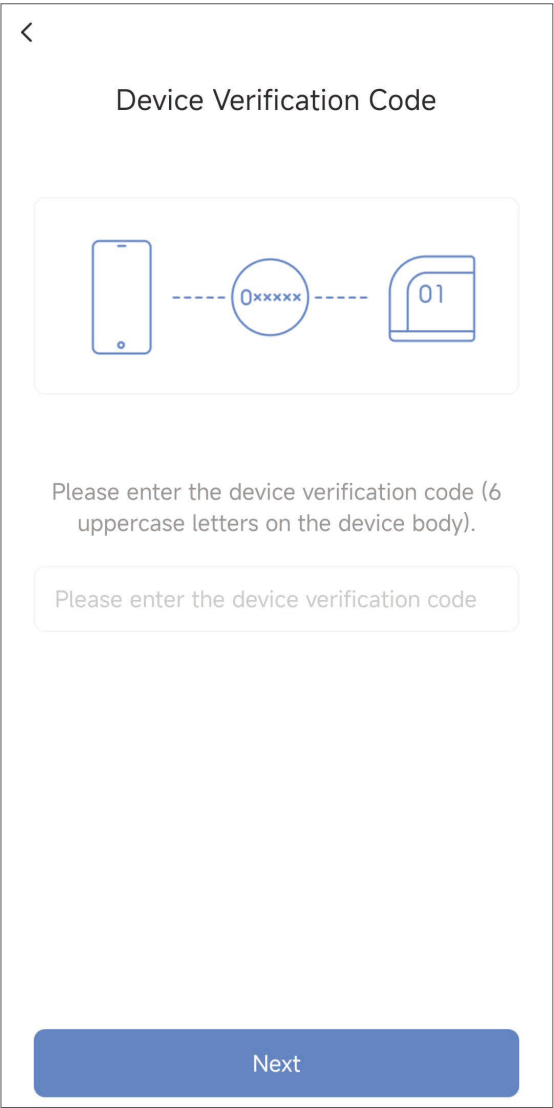 Device Verification Code
0×××××
01
Please enter the device verification code (6
uppercase letters on the device body).
Please enter the device verification code
Next